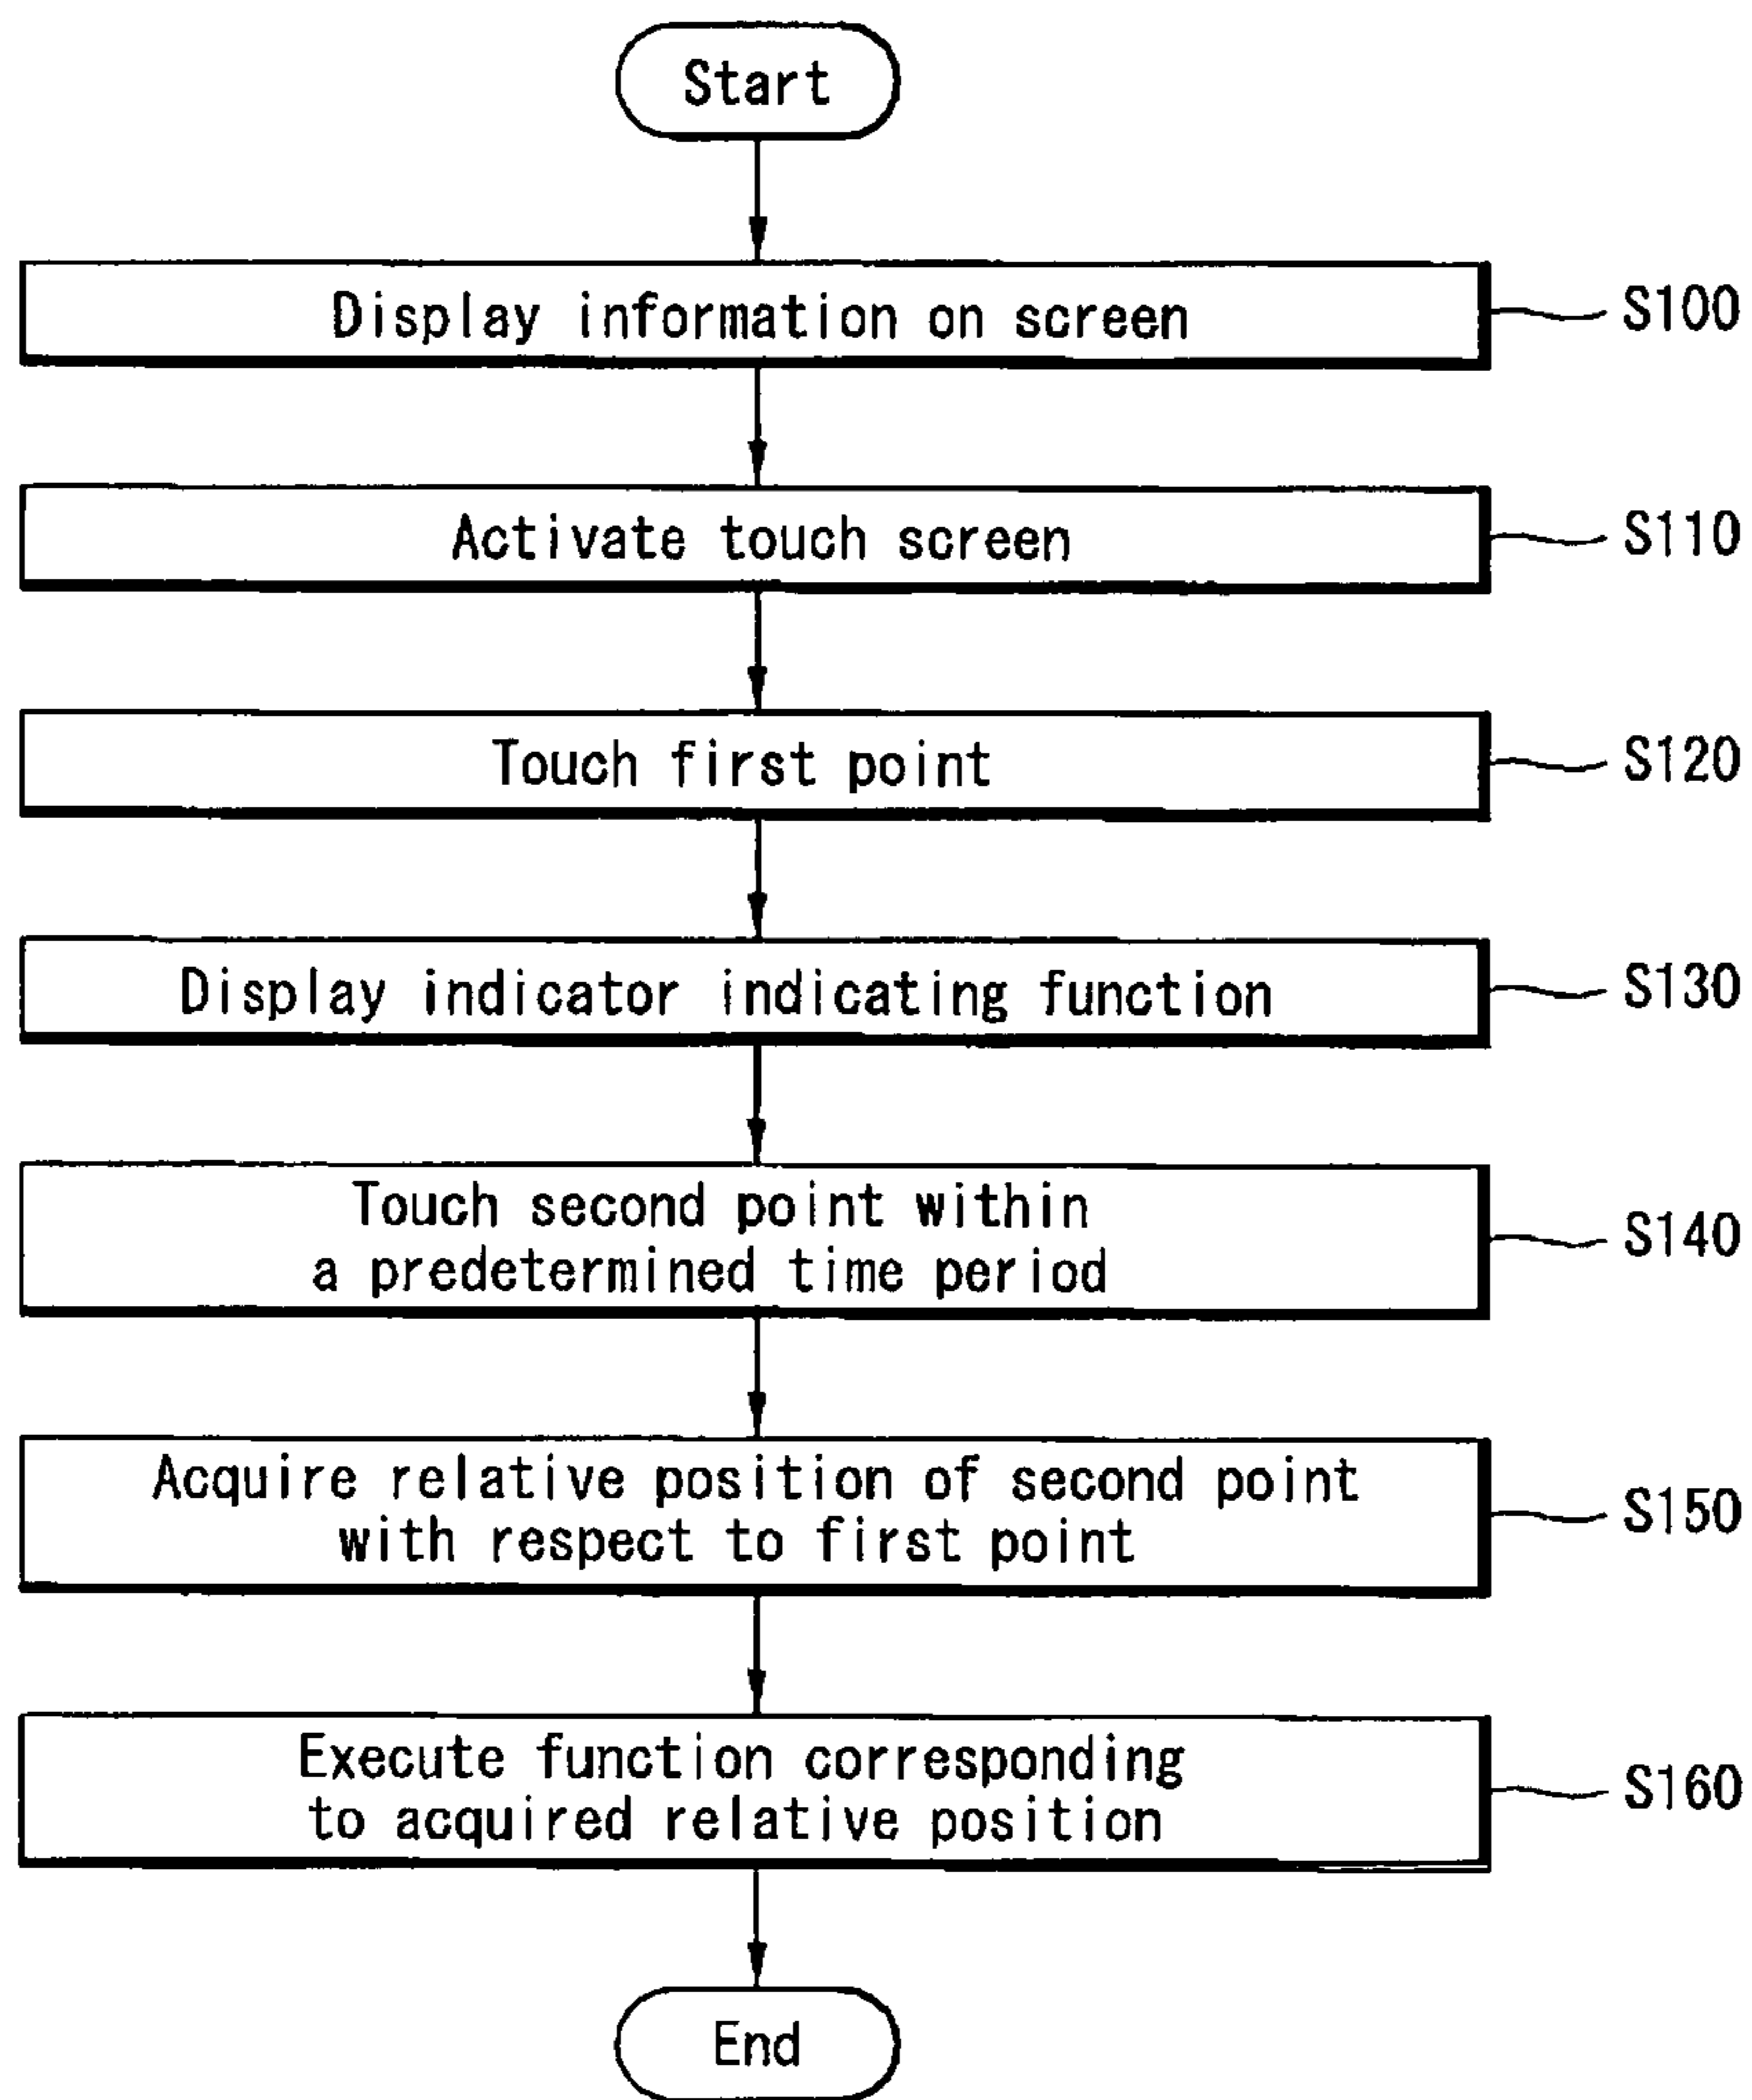 Start
Display information on screen
S100
Activate touch screen
S110
Touch first point
S120
Display indicator indicating function
S130
Touch second point within
a predetermined time period
S140
Acquire relative position of second point
with respect to first point
S150
Execute function corresponding
to acquired relative position
S160
End